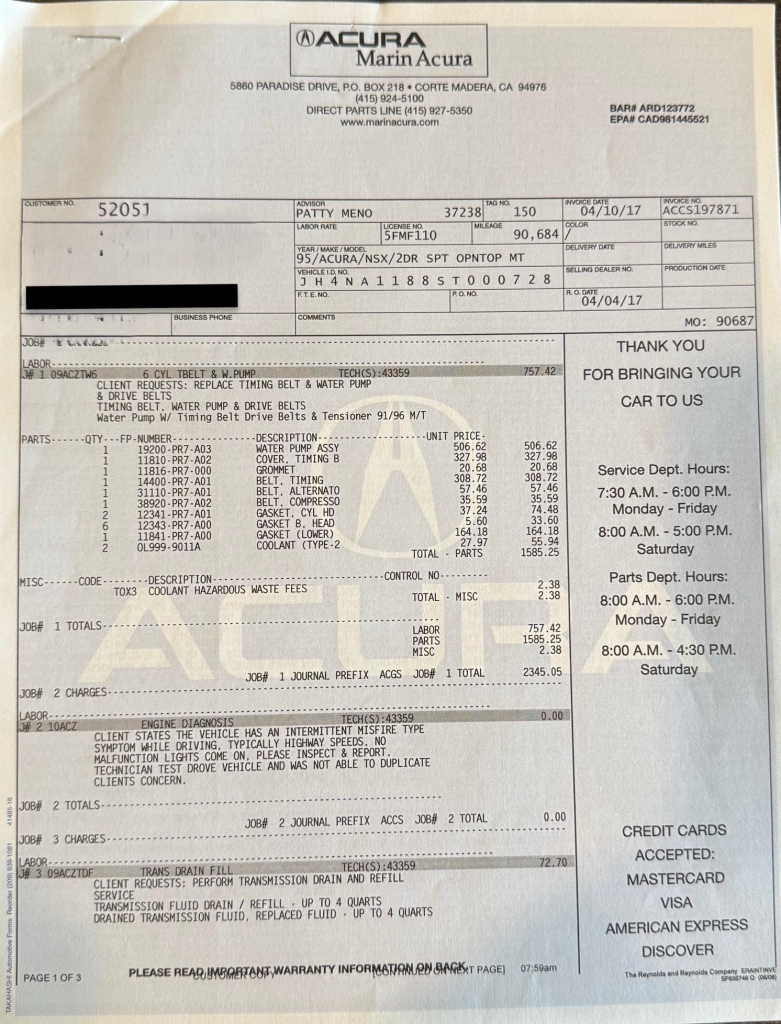 ACURA
Marin Acura
5860 PARADISE DRIVE, P.O. BOX 218 • CORTE MADERA, CA 94976
(415) 924-5100
DIRECT PARTS LINE (415) 927-5350
www.marinacura.com
BAR# ARD123772
EPA# CAD981445521
CUSTOMER NO. 52051
ADVISOR PATTY MENO 37238
TAG NO. 150
INVOICE DATE 04/10/17
INVOICE NO. ACCS197871
LABOR RATE
LICENSE NO. 5FMF110
MILEAGE 90,684 /
COLOR
STOCK NO.
YEAR / MAKE / MODEL 95/ACURA/NSX/2DR SPT OPNTOP MT
DELIVERY DATE
DELIVERY MILES
VEHICLE I.D. NO. JH4NA1188ST000728
SELLING DEALER NO.
PRODUCTION DATE
F.T.E. NO.
P.O. NO.
R.O. DATE 04/04/17
BUSINESS PHONE
COMMENTS
MO: 90687
JOB#
LABOR
J# 1 09ACZTW6 6 CYL TBELT & W.PUMP TECH(S):43359 757.42
CLIENT REQUESTS: REPLACE TIMING BELT & WATER PUMP
& DRIVE BELTS
TIMING BELT, WATER PUMP & DRIVE BELTS
Water Pump W/ Timing Belt Drive Belts & Tensioner 91/96 M/T
PARTS------QTY---FP-NUMBER---------------DESCRIPTION------------------UNIT PRICE-
1 19200-PR7-A03 WATER PUMP ASSY 506.62 506.62
1 11810-PR7-A02 COVER, TIMING B 327.98 327.98
1 11816-PR7-000 GROMMET 20.68 20.68
1 14400-PR7-A01 BELT, TIMING 308.72 308.72
1 31110-PR7-A01 BELT, ALTERNATO 57.46 57.46
1 38920-PR7-A02 BELT, COMPRESSO 35.59 35.59
2 12341-PR7-A01 GASKET, CYL HD 37.24 74.48
6 12343-PR7-A00 GASKET B, HEAD 5.60 33.60
1 11841-PR7-A00 GASKET (LOWER) 164.18 164.18
2 0L999-9011A COOLANT (TYPE-2 27.97 55.94
TOTAL - PARTS 1585.25
MISC------CODE-------DESCRIPTION------------------------------CONTROL NO---------
TOX3 COOLANT HAZARDOUS WASTE FEES 2.38
TOTAL - MISC 2.38
JOB# 1 TOTALS
LABOR 757.42
PARTS 1585.25
MISC 2.38
JOB# 1 JOURNAL PREFIX ACGS JOB# 1 TOTAL 2345.05
JOB# 2 CHARGES
LABOR
J# 2 10ACZ ENGINE DIAGNOSIS TECH(S):43359 0.00
CLIENT STATES THE VEHICLE HAS AN INTERMITTENT MISFIRE TYPE
SYMPTOM WHILE DRIVING, TYPICALLY HIGHWAY SPEEDS, NO
MALFUNCTION LIGHTS COME ON, PLEASE INSPECT & REPORT.
TECHNICIAN TEST DROVE VEHICLE AND WAS NOT ABLE TO DUPLICATE
CLIENTS CONCERN.
JOB# 2 TOTALS
JOB# 2 JOURNAL PREFIX ACCS JOB# 2 TOTAL 0.00
JOB# 3 CHARGES
LABOR
J# 3 09ACZTDF TRANS DRAIN FILL TECH(S):43359 72.70
CLIENT REQUESTS: PERFORM TRANSMISSION DRAIN AND REFILL
SERVICE
TRANSMISSION FLUID DRAIN / REFILL - UP TO 4 QUARTS
DRAINED TRANSMISSION FLUID, REPLACED FLUID - UP TO 4 QUARTS
THANK YOU
FOR BRINGING YOUR
CAR TO US
Service Dept. Hours:
7:30 A.M. - 6:00 P.M.
Monday - Friday
8:00 A.M. - 5:00 P.M.
Saturday
Parts Dept. Hours:
8:00 A.M. - 6:00 P.M.
Monday - Friday
8:00 A.M. - 4:30 P.M.
Saturday
CREDIT CARDS
ACCEPTED:
MASTERCARD
VISA
AMERICAN EXPRESS
DISCOVER
ACURA
PAGE 1 OF 3
PLEASE READ IMPORTANT WARRANTY INFORMATION ON BACK
CUSTOMER COPY
[CONTINUED ON NEXT PAGE] 07:59am
The Reynolds and Reynolds Company ERAINTINVE
TAKAHASHI Automotive Forms Reorder (209) 839-1081 41485-16